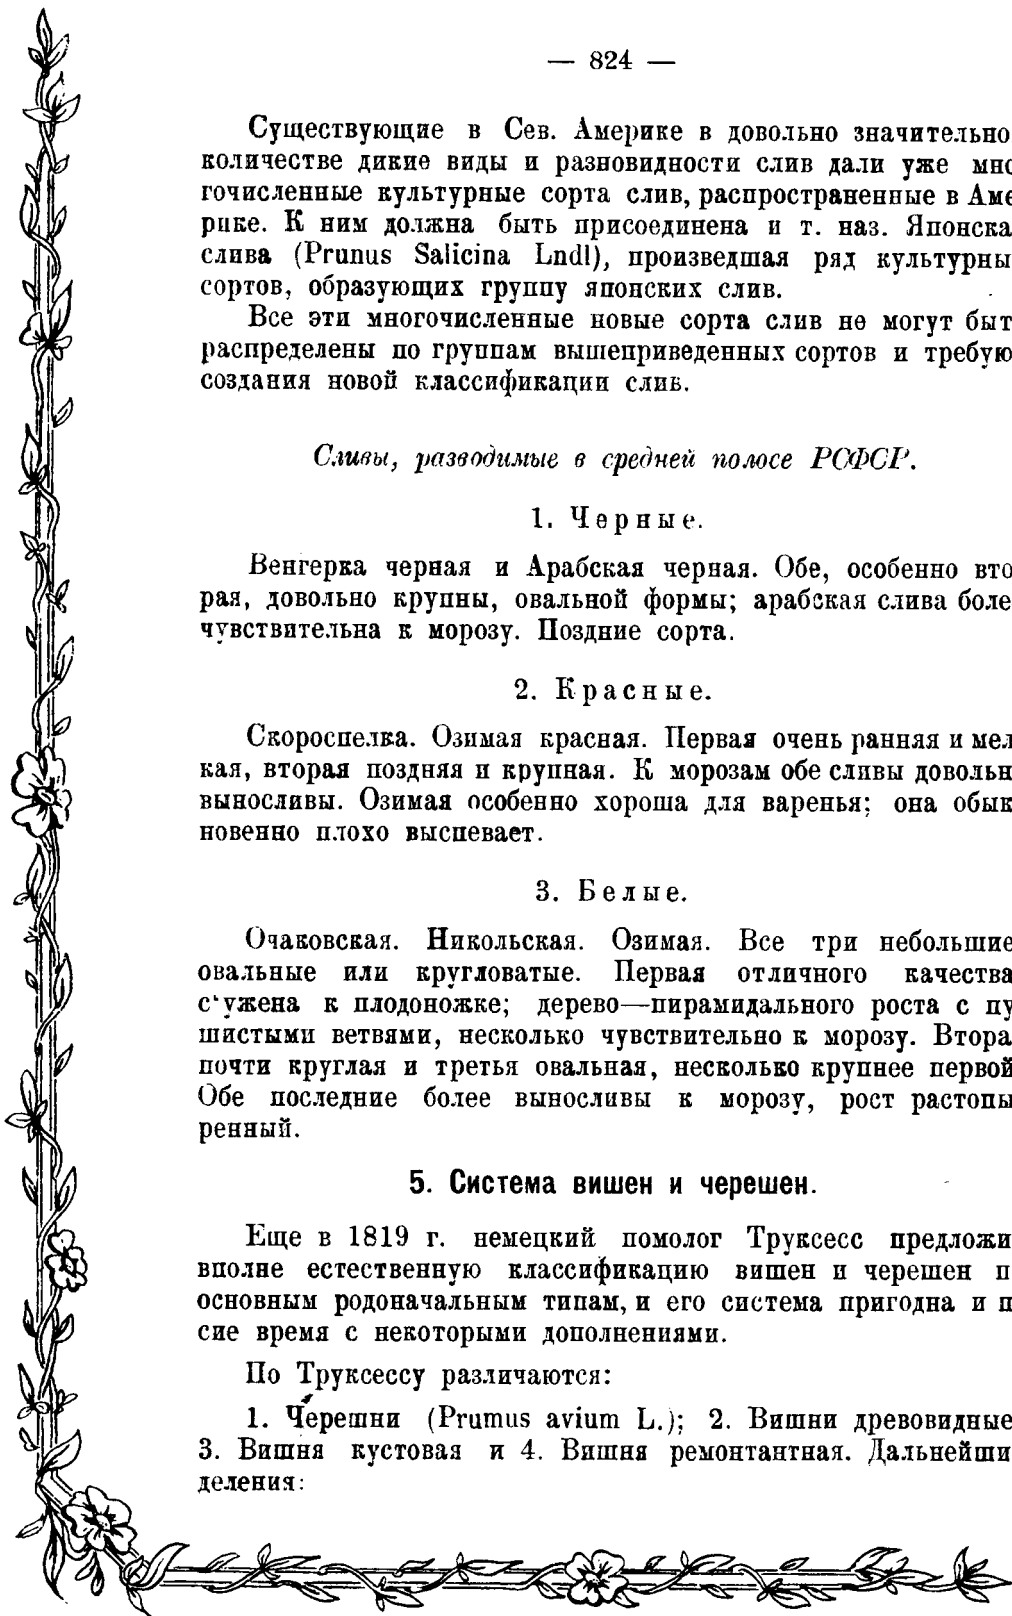 — 824 —
Существующие в Сев. Америке в довольно значительно
количестве дикие виды и разновидности слив дали уже мно
гочисленные культурные сорта слив, распространенные в Аме
рике. К ним должна быть присоединена и т. наз. Японска
слива (Prunus Salicina Lndl), произведшая ряд культурны
сортов, образующих группу японских слив.
Все эти многочисленные новые сорта слив не могут быт
распределены по группам вышеприведенных сортов и требую
создания новой классификации слив.
Сливы, разводимые в средней полосе РСФСР.
1. Черные.
Венгерка черная и Арабская черная. Обе, особенно вто
рая, довольно крупны, овальной формы; арабская слива боле
чувствительна к морозу. Поздние сорта.
2. Красные.
Скороспелка. Озимая красная. Первая очень ранняя и мел
кая, вторая поздняя и крупная. К морозам обе сливы довольн
выносливы. Озимая особенно хороша для варенья; она обык
новенно плохо выспевает.
3. Белые.
Очаковская. Никольская. Озимая. Все три небольшие
овальные или кругловатые. Первая отличного качества
с‘ужена к плодоножке; дерево—пирамидального роста с пу
шистыми ветвями, несколько чувствительно к морозу. Втора
почти круглая и третья овальная, несколько крупнее первой
Обе последние более выносливы к морозу, рост растопы
ренный.
5. Система вишен и черешен.
Еще в 1819 г. немецкий помолог Труксесс предложи
вполне естественную классификацию вишен и черешен п
основным родоначальным типам, и его система пригодна и п
сие время с некоторыми дополнениями.
По Труксессу различаются:
1. Черешни (Prumus avium L.); 2. Вишни древовидные
3. Вишня кустовая и 4. Вишня ремонтантная. Дальнейши
деления: